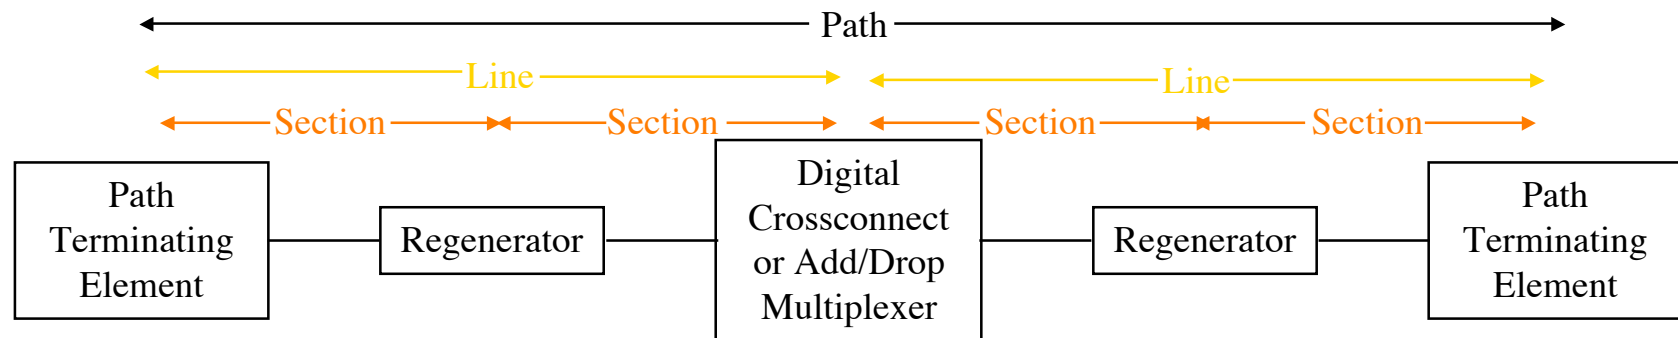 Path
Line
Line
Section
Section
Section
Section
Path
Terminating
Element
Regenerator
Digital
Crossconnect
or Add/Drop
Multiplexer
Regenerator
Path
Terminating
Element